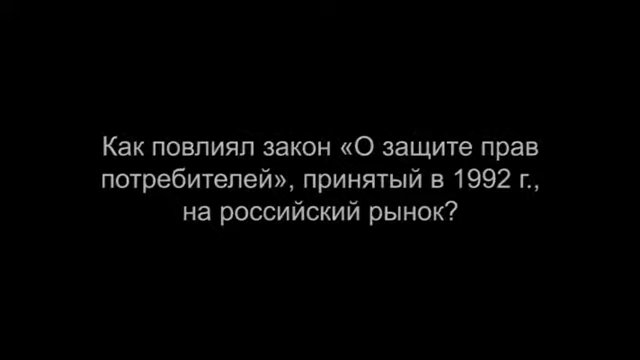 Как повлиял закон «О защите прав
потребителей», принятый в 1992 г.,
на российский рынок?